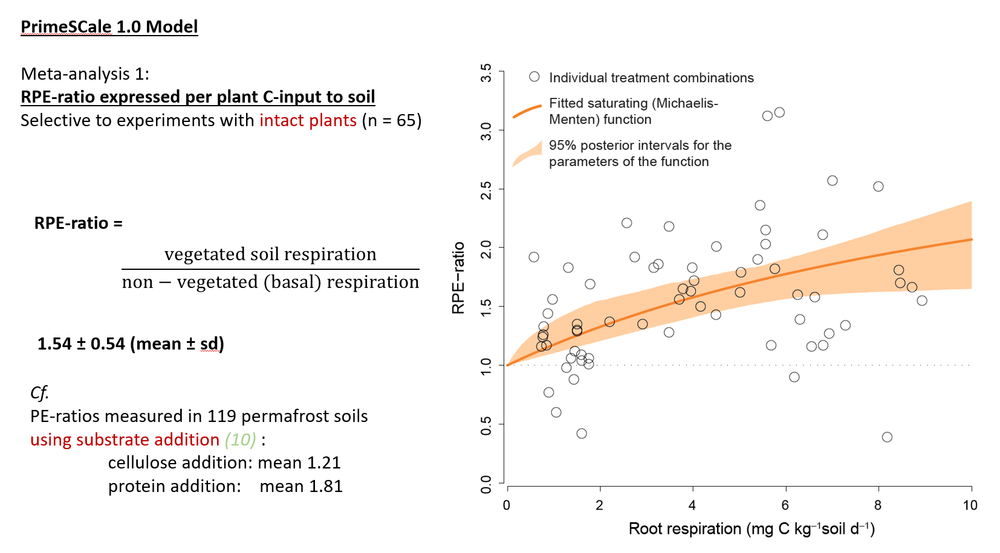 PrimeSCale 1.0 Model
Meta-analysis 1:
RPE-ratio expressed per plant C-input to soil
Selective to experiments with intact plants (n = 65)
RPE-ratio =
vegetated soil respiration
non − vegetated (basal) respiration
1.54 ± 0.54 (mean ± sd)
Cf.
PE-ratios measured in 119 permafrost soils
using substrate addition (10) :
cellulose addition: mean 1.21
protein addition: mean 1.81
Individual treatment combinations
Fitted saturating (Michaelis-
Menten) function
95% posterior intervals for the
parameters of the function
RPE−ratio
3.5
3.0
2.5
2.0
1.5
1.0
0.5
0.0
0 2 4 6 8 10
Root respiration (mg C kg⁻¹soil d⁻¹)